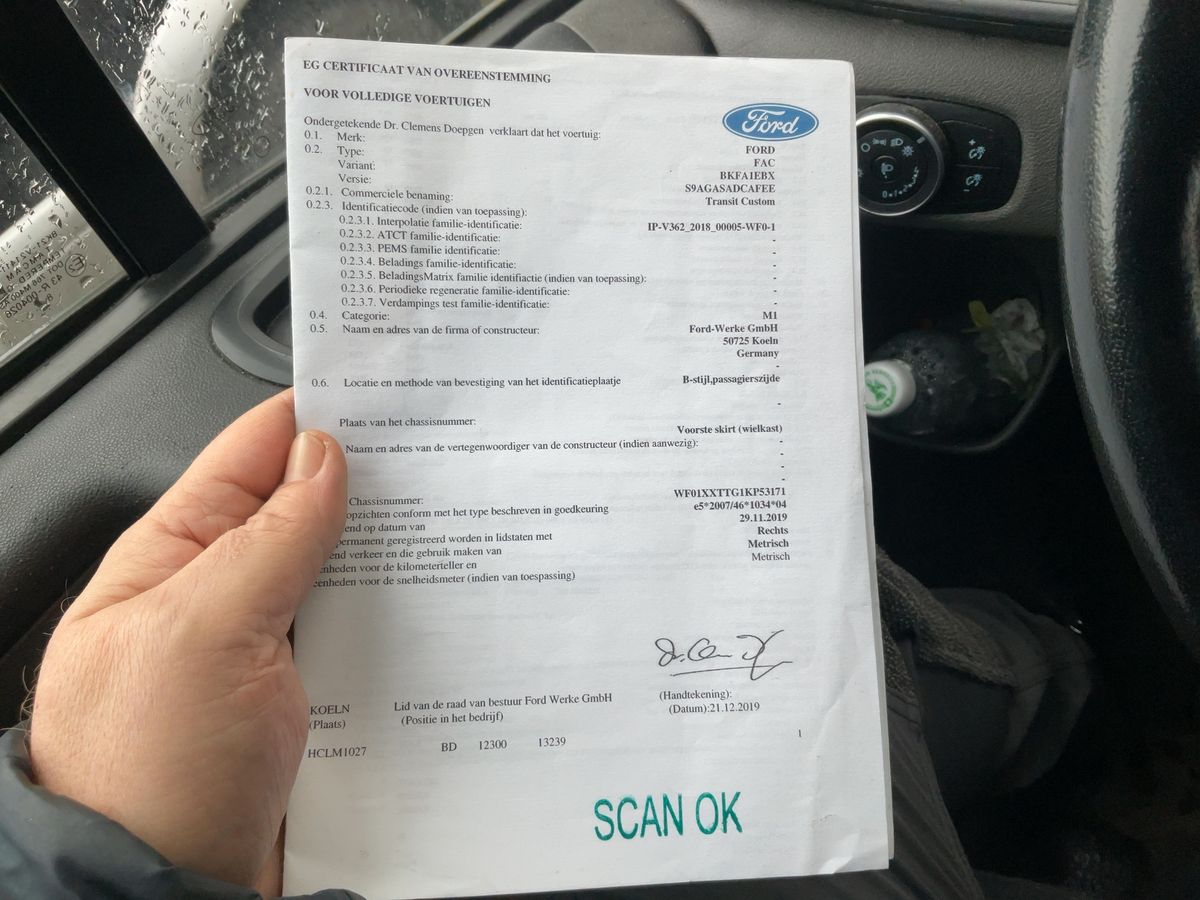 EG CERTIFICAAT VAN OVEREENSTEMMING
VOOR VOLLEDIGE VOERTUIGEN
Ford
Ondergetekende Dr. Clemens Doepgen verklaart dat het voertuig:
0.1. Merk: FORD
0.2. Type: FAC
Variant: BKFA1EBX
Versie: S9AGASADCAFEE
0.2.1. Commerciele benaming: Transit Custom
0.2.3. Identificatiecode (indien van toepassing):
0.2.3.1. Interpolatie familie-identificatie: IP-V362_2018_00005-WF0-1
0.2.3.2. ATCT familie-identificatie: -
0.2.3.3. PEMS familie identificatie: -
0.2.3.4. Beladings familie-identificatie: -
0.2.3.5. BeladingsMatrix familie identifiactie (indien van toepassing): -
0.2.3.6. Periodieke regeneratie familie-identificatie: -
0.2.3.7. Verdampings test familie-identificatie: -
0.4. Categorie: M1
0.5. Naam en adres van de firma of constructeur: Ford-Werke GmbH
50725 Koeln
Germany
-
0.6. Locatie en methode van bevestiging van het identificatieplaatje B-stijl,passagierszijde
-
Plaats van het chassisnummer: Voorste skirt (wielkast)
Naam en adres van de vertegenwoordiger van de constructeur (indien aanwezig): -
-
-
-
Chassisnummer: WF01XXTTG1KP53171
opzichten conform met het type beschreven in goedkeuring e5*2007/46*1034*04
end op datum van 29.11.2019
permanent geregistreerd worden in lidstaten met Rechts
end verkeer en die gebruik maken van Metrisch
enheden voor de kilometerteller en Metrisch
eenheden voor de snelheidsmeter (indien van toespassing)
KOELN Lid van de raad van bestuur Ford Werke GmbH (Handtekening):
(Plaats) (Positie in het bedrijf) (Datum):21.12.2019
HCLM1027 BD 12300 13239 1
SCAN OK